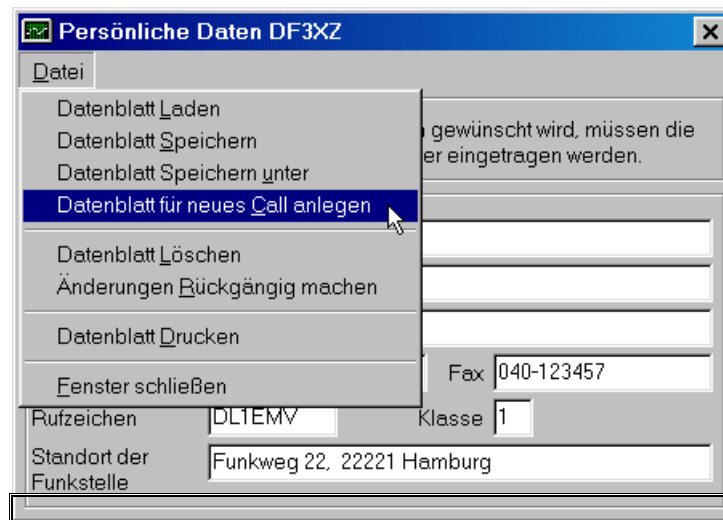 Persönliche Daten DF3XZ
Datei
Datenblatt Laden
Datenblatt Speichern
Datenblatt Speichern unter
Datenblatt für neues Call anlegen
Datenblatt Löschen
Änderungen Rückgängig machen
Datenblatt Drucken
Fenster schließen
gewünscht wird, müssen die
er eingetragen werden.
Fax 040-123457
Rufzeichen DL1EMV Klasse 1
Standort der
Funkstelle
Funkweg 22, 22221 Hamburg